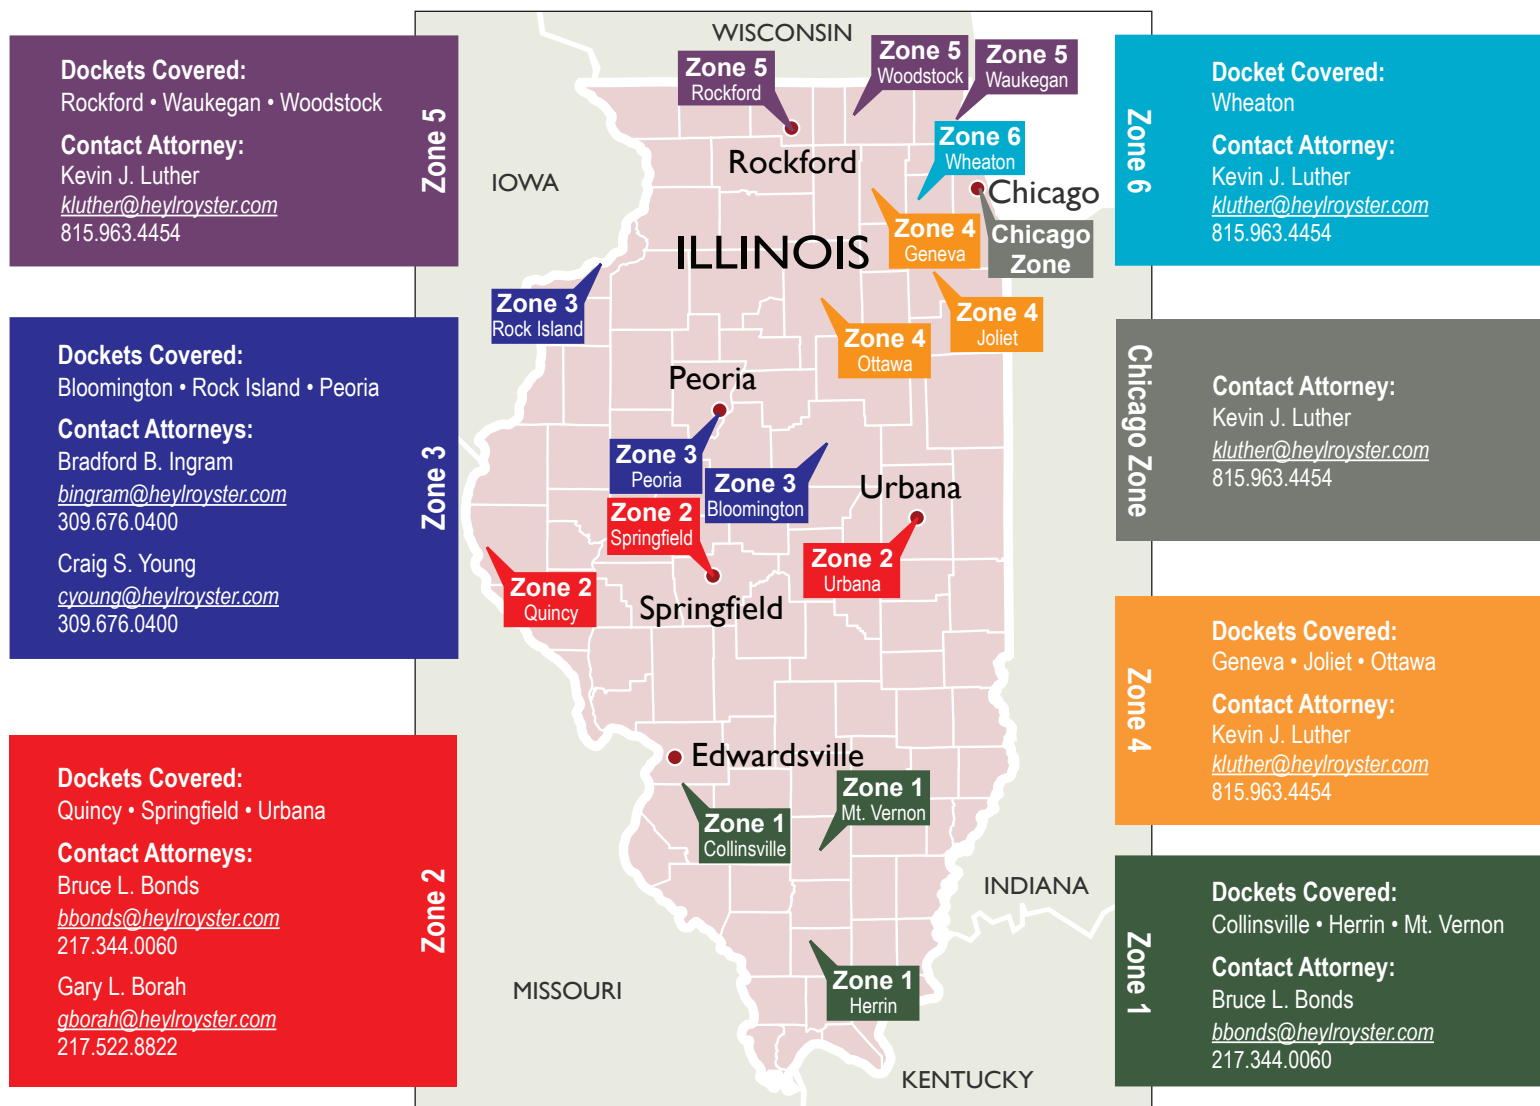 Dockets Covered:
Rockford • Waukegan • Woodstock
Contact Attorney:
Kevin J. Luther
kluther@heylroyster.com
815.963.4454
Zone 5
Dockets Covered:
Bloomington • Rock Island • Peoria
Contact Attorneys:
Bradford B. Ingram
bingram@heylroyster.com
309.676.0400
Craig S. Young
cyoung@heylroyster.com
309.676.0400
Zone 3
Dockets Covered:
Quincy • Springfield • Urbana
Contact Attorneys:
Bruce L. Bonds
bbonds@heylroyster.com
217.344.0060
Gary L. Borah
gborah@heylroyster.com
217.522.8822
Zone 2
WISCONSIN
Zone 5
Rockford
Zone 5
Woodstock
Zone 5
Waukegan
Rockford
Zone 6
Wheaton
IOWA
Chicago
Zone 4
Geneva
Chicago
Zone
ILLINOIS
Zone 3
Rock Island
Zone 4
Joliet
Zone 4
Ottawa
Peoria
Zone 3
Peoria
Zone 3
Bloomington
Urbana
Zone 2
Springfield
Zone 2
Urbana
Zone 2
Quincy
Springfield
Edwardsville
Zone 1
Mt. Vernon
Zone 1
Collinsville
INDIANA
Zone 1
Herrin
MISSOURI
KENTUCKY
Zone 6
Docket Covered:
Wheaton
Contact Attorney:
Kevin J. Luther
kluther@heylroyster.com
815.963.4454
Chicago Zone
Contact Attorney:
Kevin J. Luther
kluther@heylroyster.com
815.963.4454
Zone 4
Dockets Covered:
Geneva • Joliet • Ottawa
Contact Attorney:
Kevin J. Luther
kluther@heylroyster.com
815.963.4454
Zone 1
Dockets Covered:
Collinsville • Herrin • Mt. Vernon
Contact Attorney:
Bruce L. Bonds
bbonds@heylroyster.com
217.344.0060